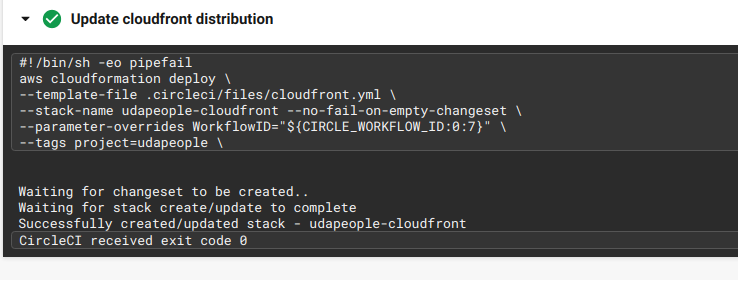 Update cloudfront distribution
#!/bin/sh -eo pipefail
aws cloudformation deploy \
--template-file .circleci/files/cloudfront.yml \
--stack-name udapeople-cloudfront --no-fail-on-empty-changeset \
--parameter-overrides WorkflowID="${CIRCLE_WORKFLOW_ID:0:7}" \
--tags project=udapeople \
Waiting for changeset to be created..
Waiting for stack create/update to complete
Successfully created/updated stack - udapeople-cloudfront
CircleCI received exit code 0